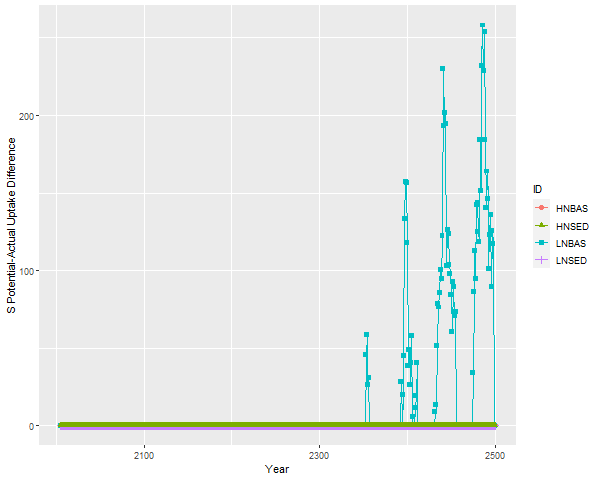 S Potential-Actual Uptake Difference
200
100
0
2100
2300
2500
Year
ID
HNBAS
HNSED
LNBAS
LNSED